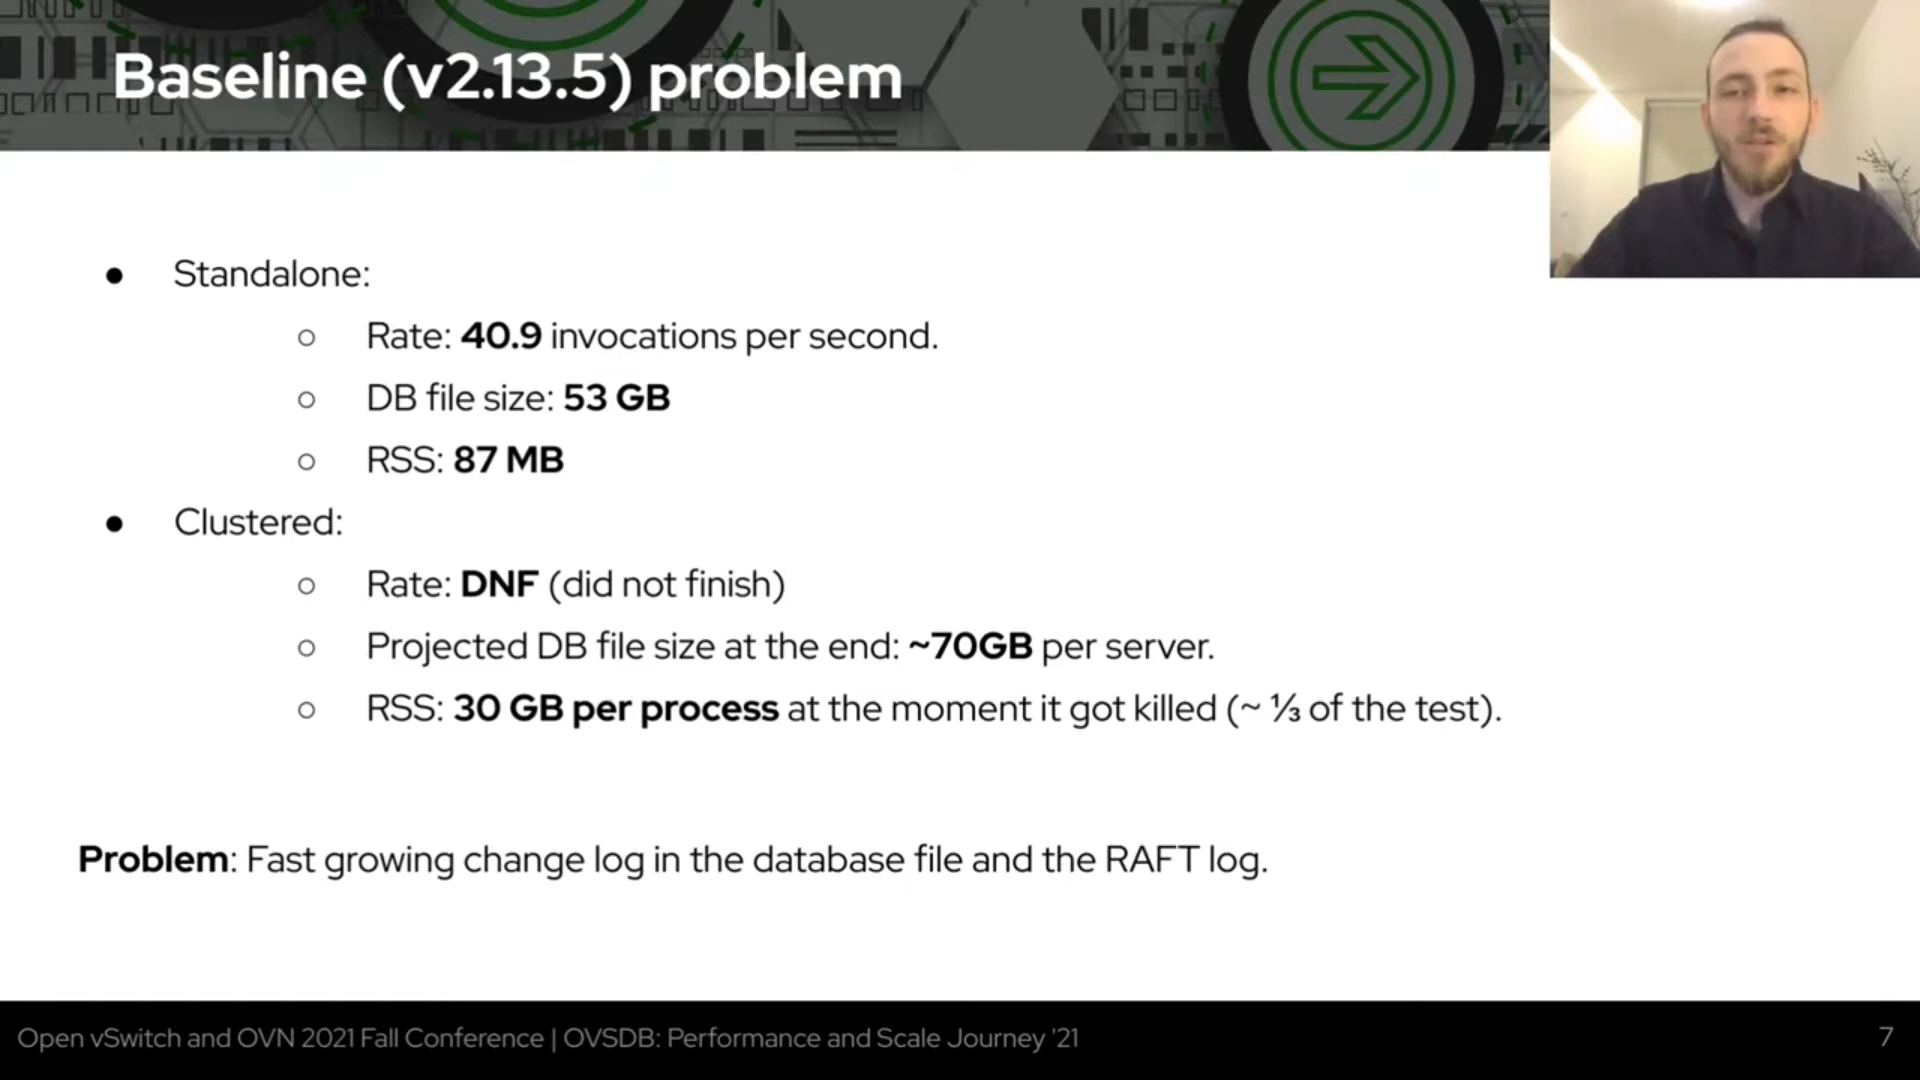 Baseline (v2.13.5) problem
● Standalone:
○ Rate: 40.9 invocations per second.
○ DB file size: 53 GB
○ RSS: 87 MB
● Clustered:
○ Rate: DNF (did not finish)
○ Projected DB file size at the end: ~70GB per server.
○ RSS: 30 GB per process at the moment it got killed (~ ⅓ of the test).
Problem: Fast growing change log in the database file and the RAFT log.
Open vSwitch and OVN 2021 Fall Conference | OVSDB: Performance and Scale Journey '21
7